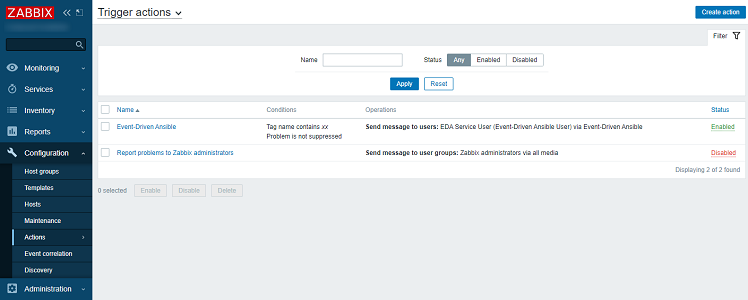 ZABBIX
Monitoring
Services
Inventory
Reports
Configuration
Host groups
Templates
Hosts
Maintenance
Actions
Event correlation
Discovery
Administration
Trigger actions
Create action
Filter
Name
Status Any Enabled Disabled
Apply Reset
Name Conditions Operations Status
Event-Driven Ansible Tag name contains xx Send message to users: EDA Service User (Event-Driven Ansible User) via Event-Driven Ansible Enabled
Problem is not suppressed
Report problems to Zabbix administrators Send message to user groups: Zabbix administrators via all media Disabled
Displaying 2 of 2 found
0 selected Enable Disable Delete